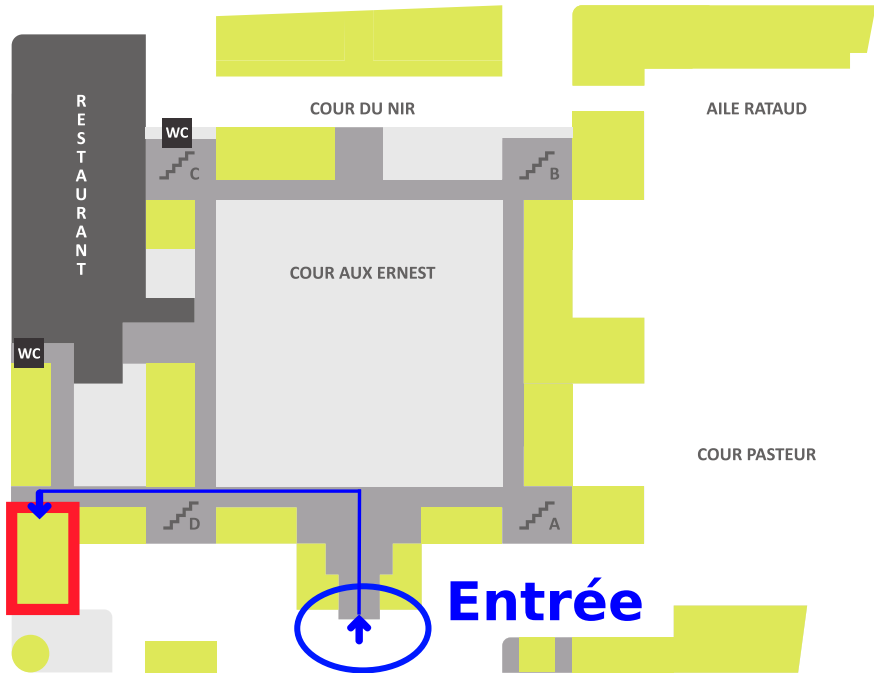 RESTAURANT
COUR DU NIR
AILE RATAUD
WC
C
B
COUR AUX ERNEST
WC
COUR PASTEUR
D
A
Entrée